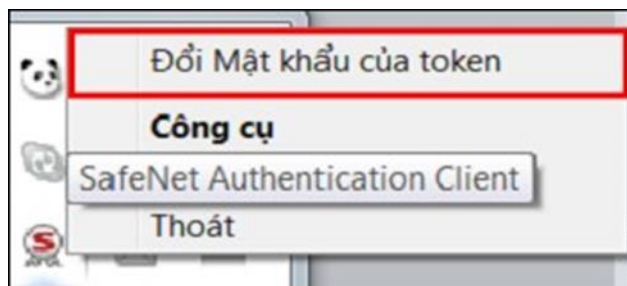 Đổi Mật khẩu của token
Công cụ
SafeNet Authentication Client
Thoát